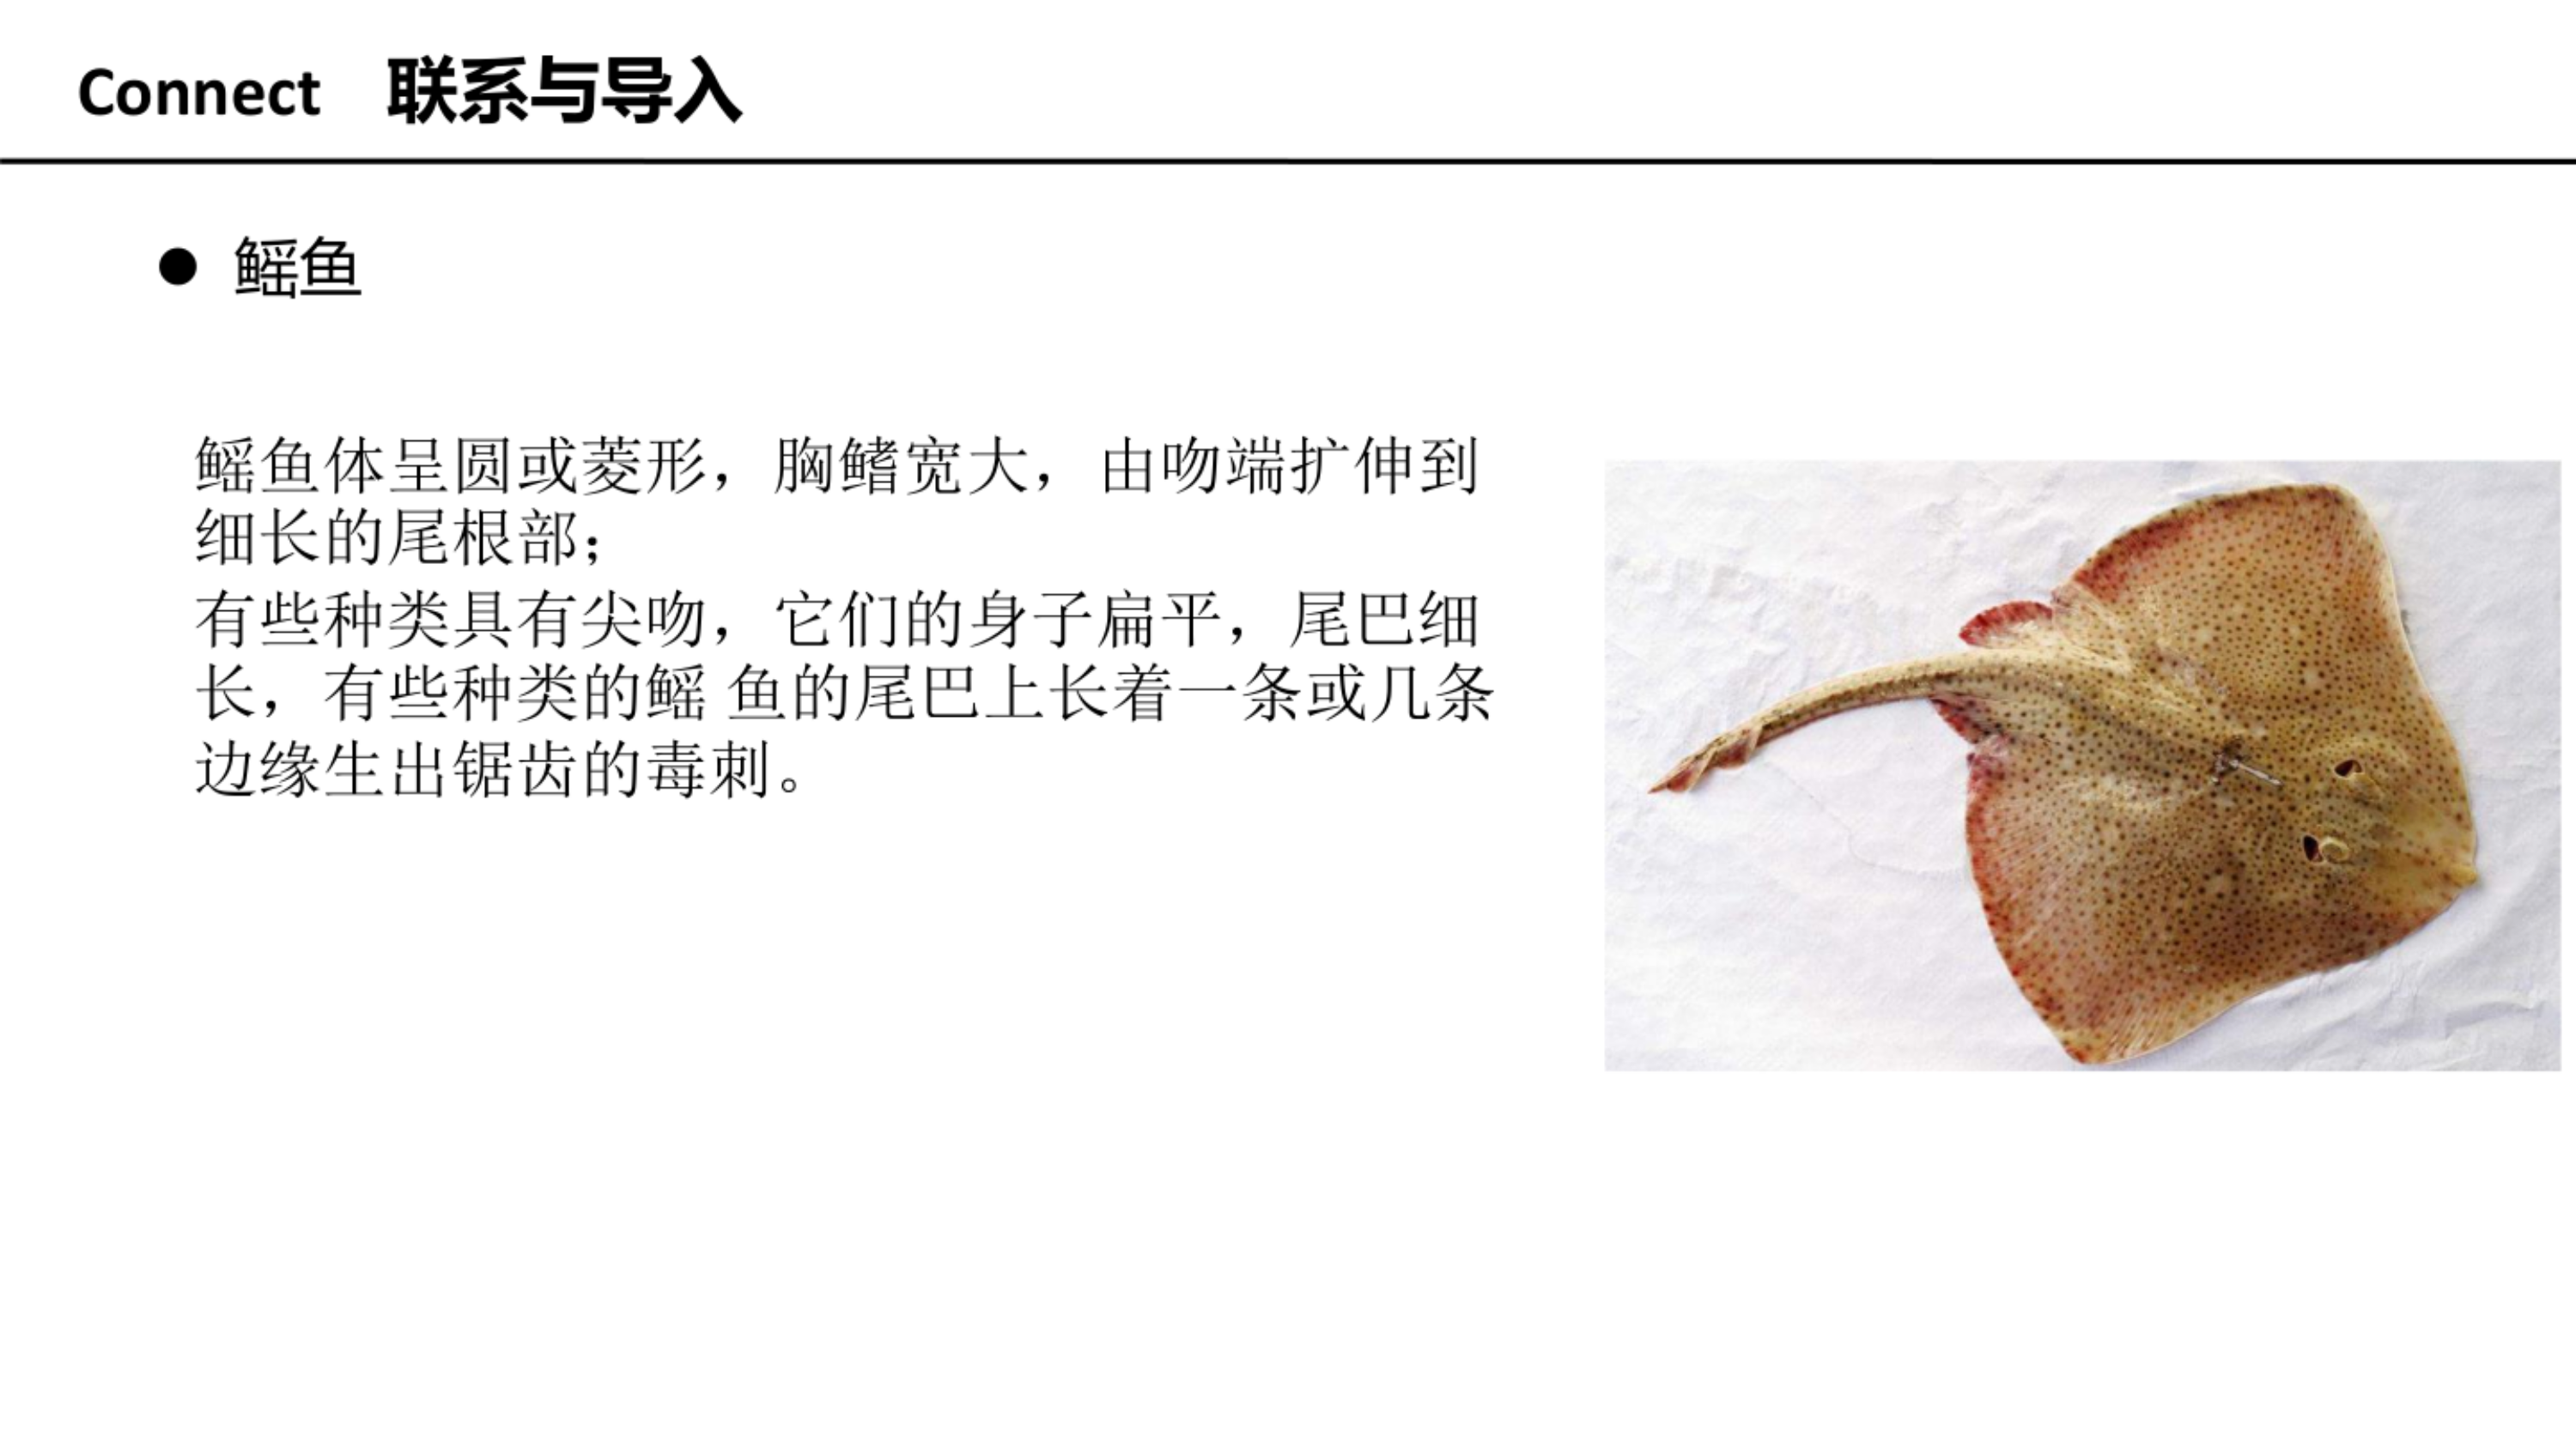 Connect 联系与导入
● 鳐鱼
鳐鱼体呈圆或菱形，胸鳍宽大，由吻端扩伸到
细长的尾根部；
有些种类具有尖吻，它们的身子扁平，尾巴细
长，有些种类的鳐 鱼的尾巴上长着一条或几条
边缘生出锯齿的毒刺。